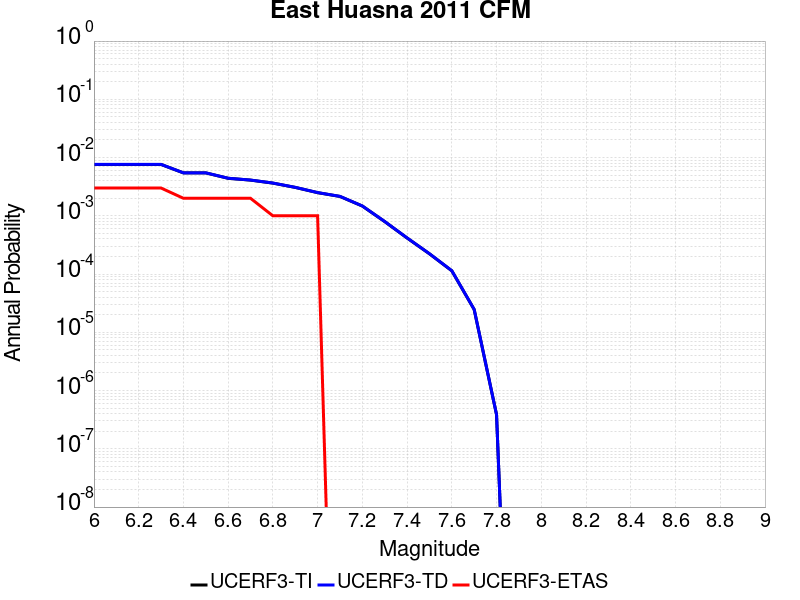 East Huasna 2011 CFM
10^0
10^-1
10^-2
10^-3
10^-4
10^-5
10^-6
10^-7
10^-8
Annual Probability
6 6.2 6.4 6.6 6.8 7 7.2 7.4 7.6 7.8 8 8.2 8.4 8.6 8.8 9
Magnitude
UCERF3-TI UCERF3-TD UCERF3-ETAS